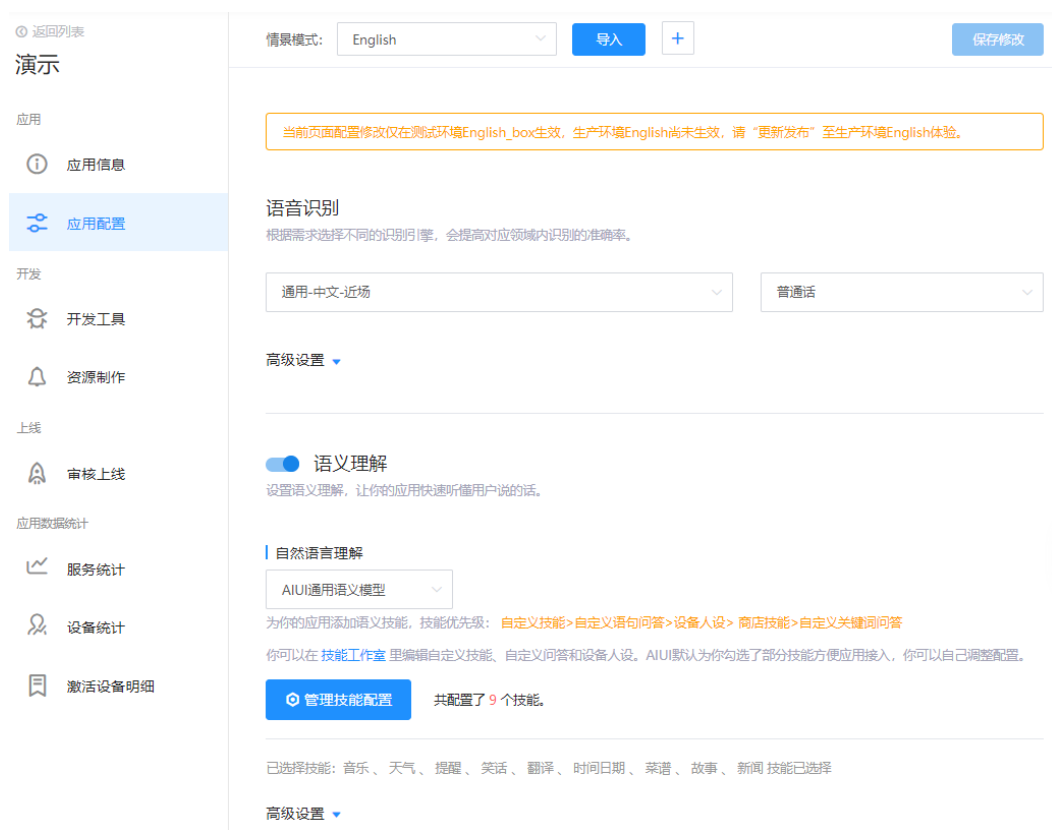 返回列表
演示
应用
应用信息
应用配置
开发
开发工具
资源制作
上线
审核上线
应用数据统计
服务统计
设备统计
激活设备明细
情景模式: English 导入 + 保存修改
当前页面配置修改仅在测试环境English_box生效，生产环境English尚未生效，请“更新发布”至生产环境English体验。
语音识别
根据需求选择不同的识别引擎，会提高对应领域内识别的准确率。
通用-中文-近场 普通话
高级设置
语义理解
设置语义理解，让你的应用快速听懂用户说的话。
自然语言理解
AIUI通用语义模型
为你的应用添加语义技能，技能优先级： 自定义技能>自定义语句问答>设备人设> 商店技能>自定义关键词问答
你可以在 技能工作室 里编辑自定义技能、自定义问答和设备人设。AIUI默认为你勾选了部分技能方便应用接入，你可以自己调整配置。
管理技能配置 共配置了 9 个技能。
已选择技能：音乐 、 天气 、 提醒 、 笑话 、 翻译 、 时间日期 、 菜谱 、 故事 、 新闻 技能已选择
高级设置